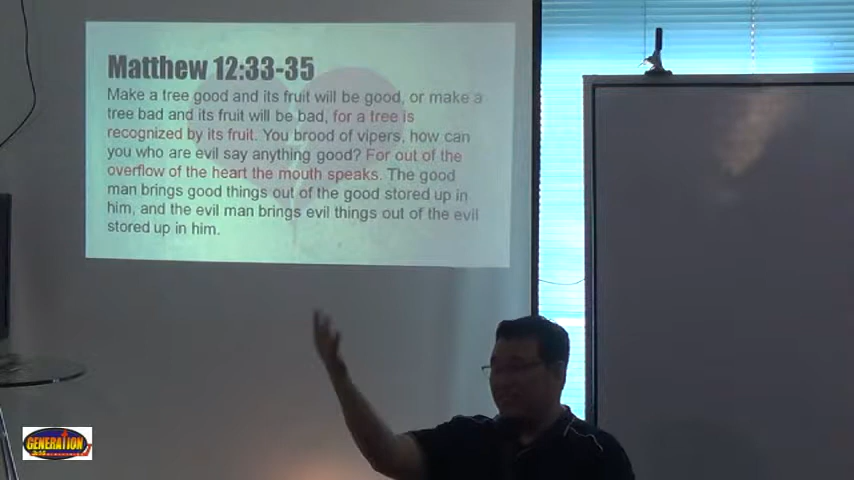 Matthew 12:33-35
Make a tree good and its fruit will be good, or make a
tree bad and its fruit will be bad, for a tree is
recognized by its fruit. You brood of vipers, how can
you who are evil say anything good? For out of the
overflow of the heart the mouth speaks. The good
man brings good things out of the good stored up in
him, and the evil man brings evil things out of the evil
stored up in him.
GENERATION